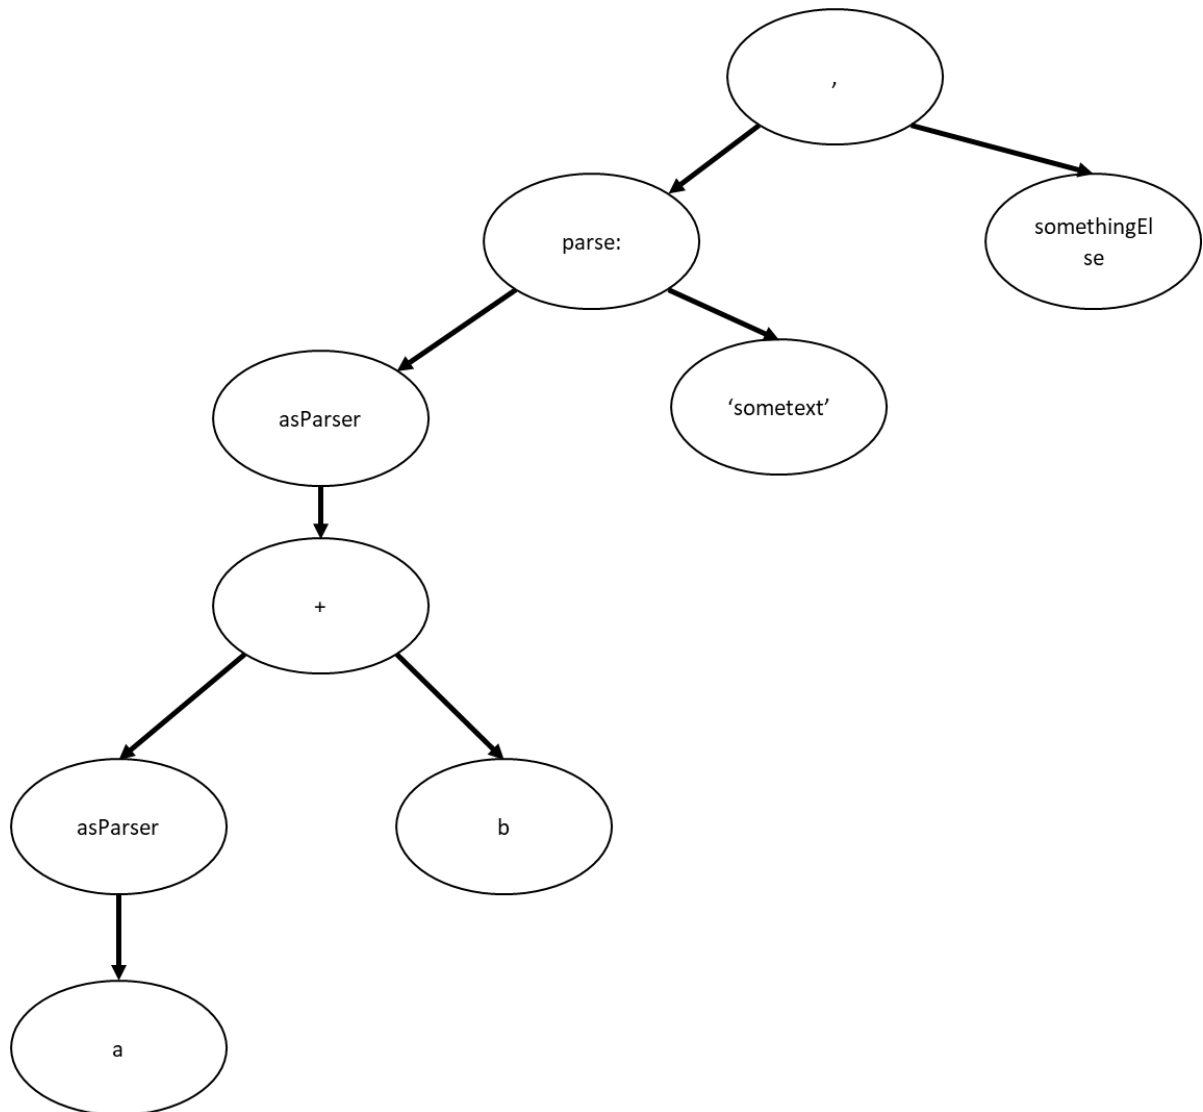 ,
parse:
somethingEl
se
asParser
‘sometext’
+
asParser
b
a